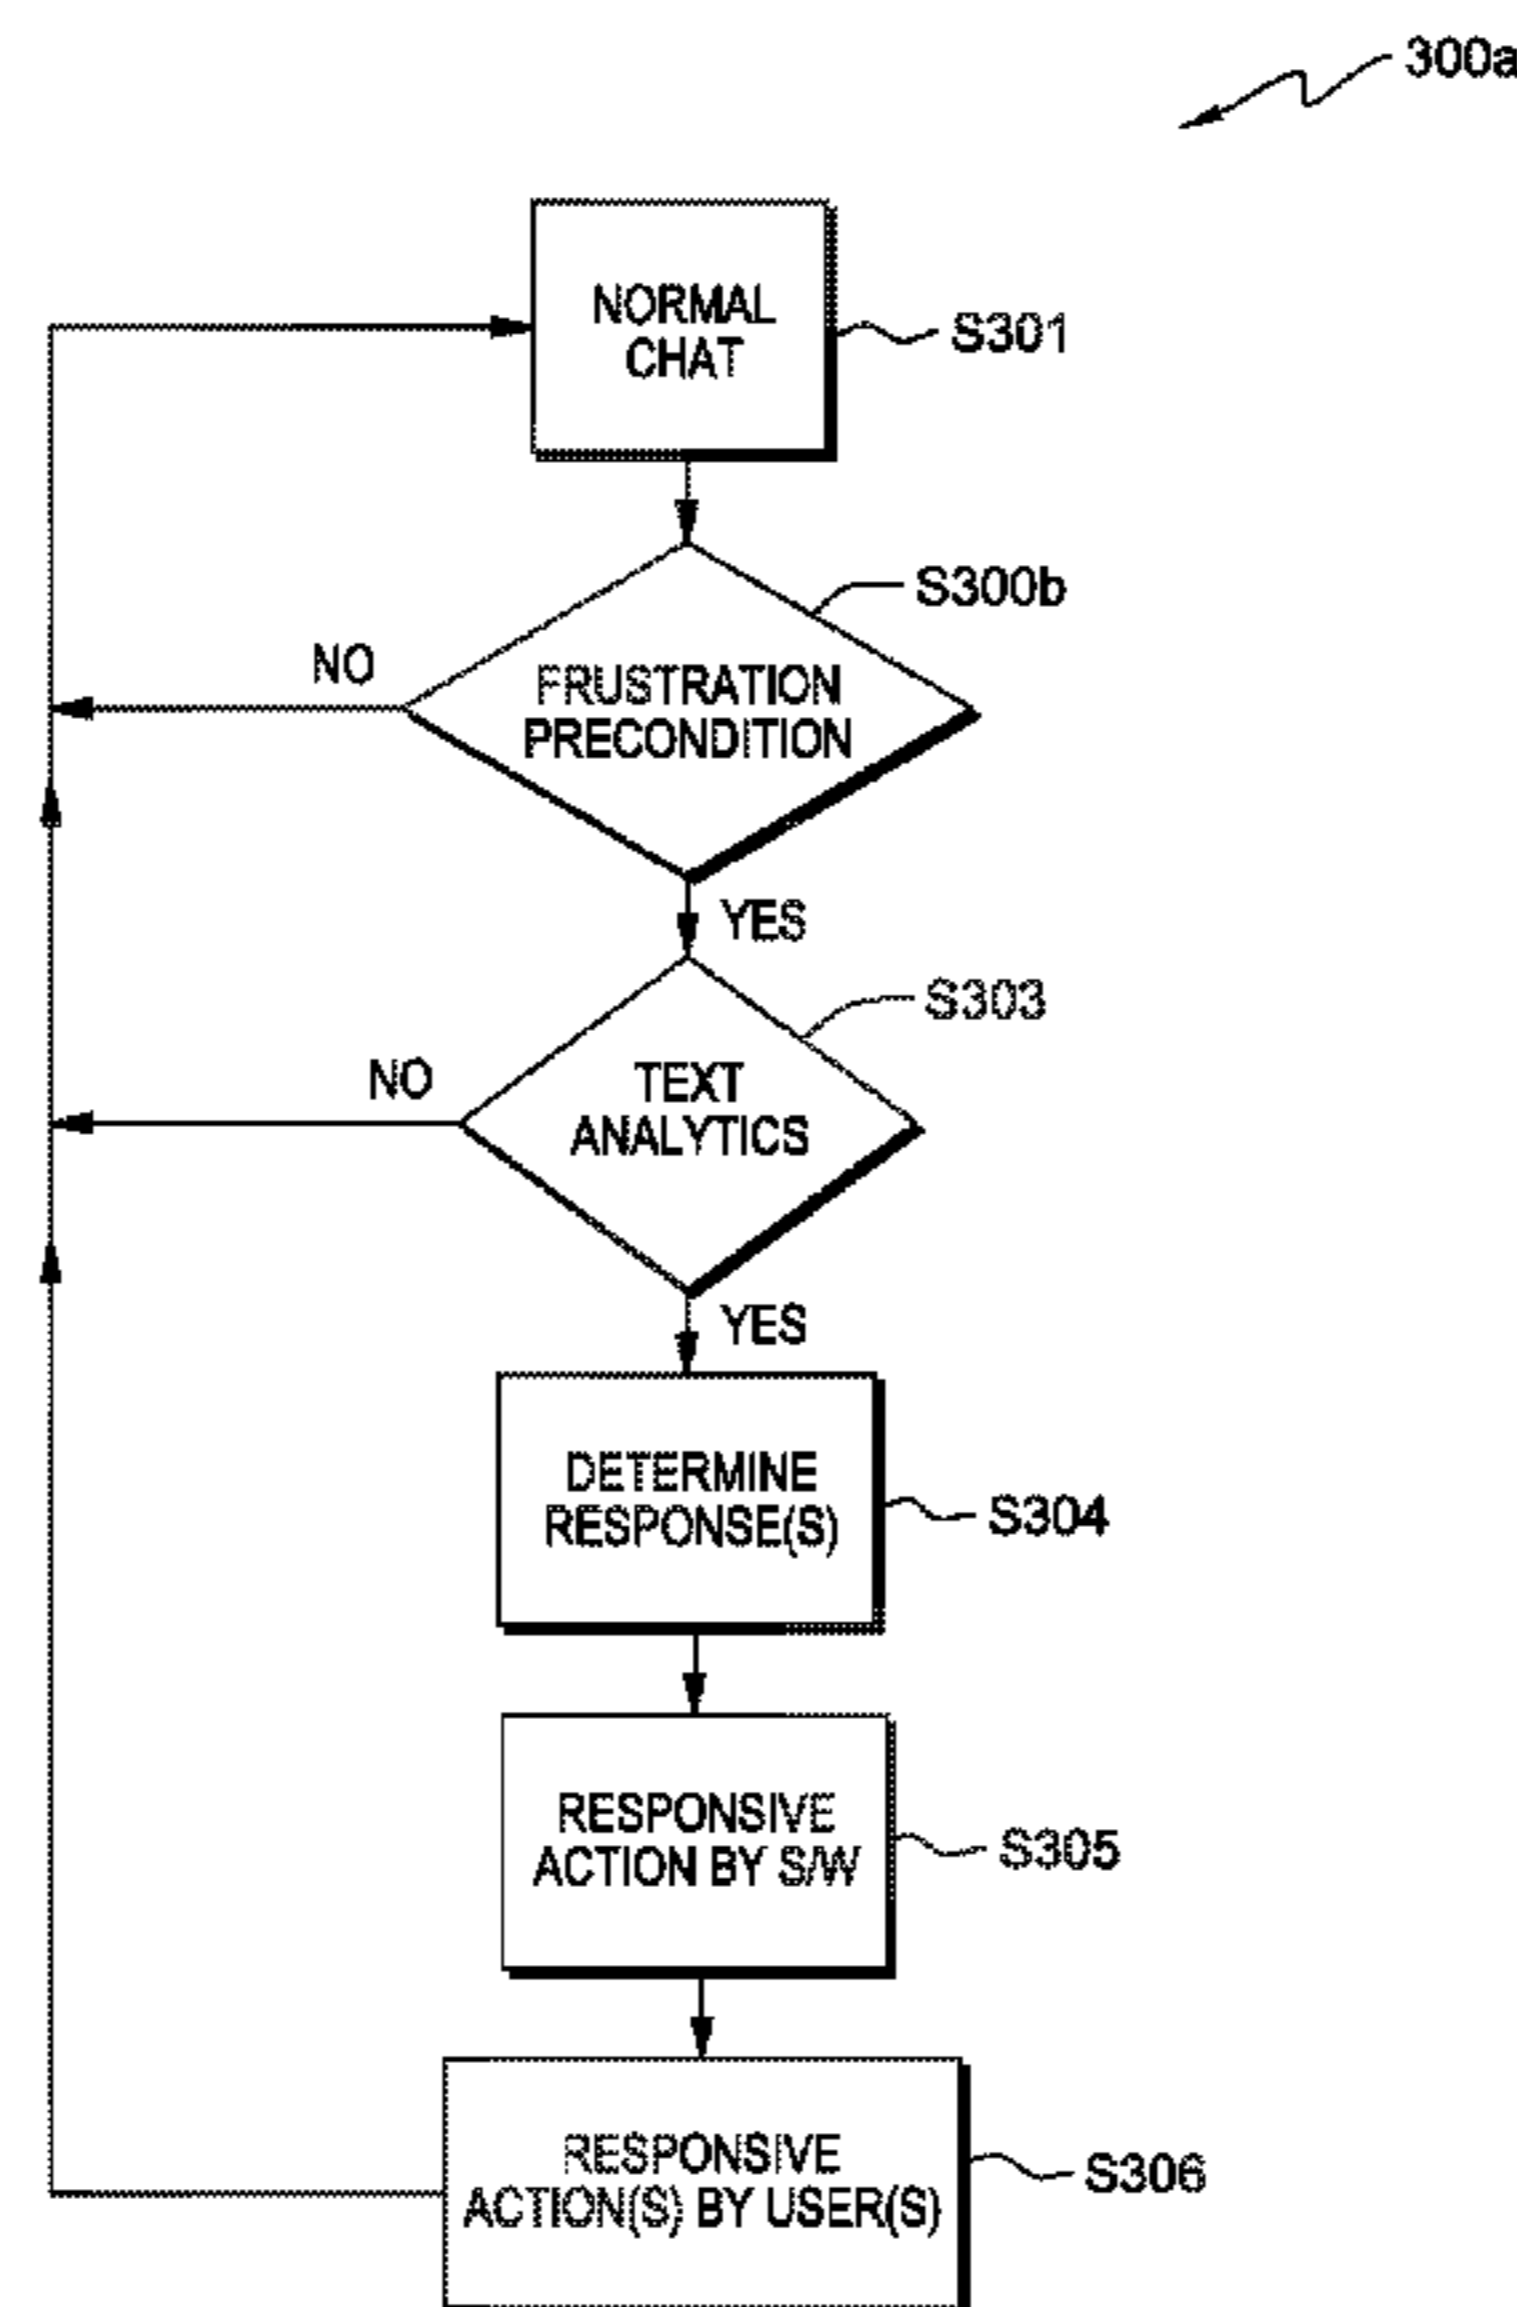 300a
NORMAL
CHAT
S301
S300b
NO
FRUSTRATION
PRECONDITION
YES
S303
NO
TEXT
ANALYTICS
YES
DETERMINE
RESPONSE(S)
S304
RESPONSIVE
ACTION BY S/W
S305
RESPONSIVE
ACTION(S) BY USER(S)
S306